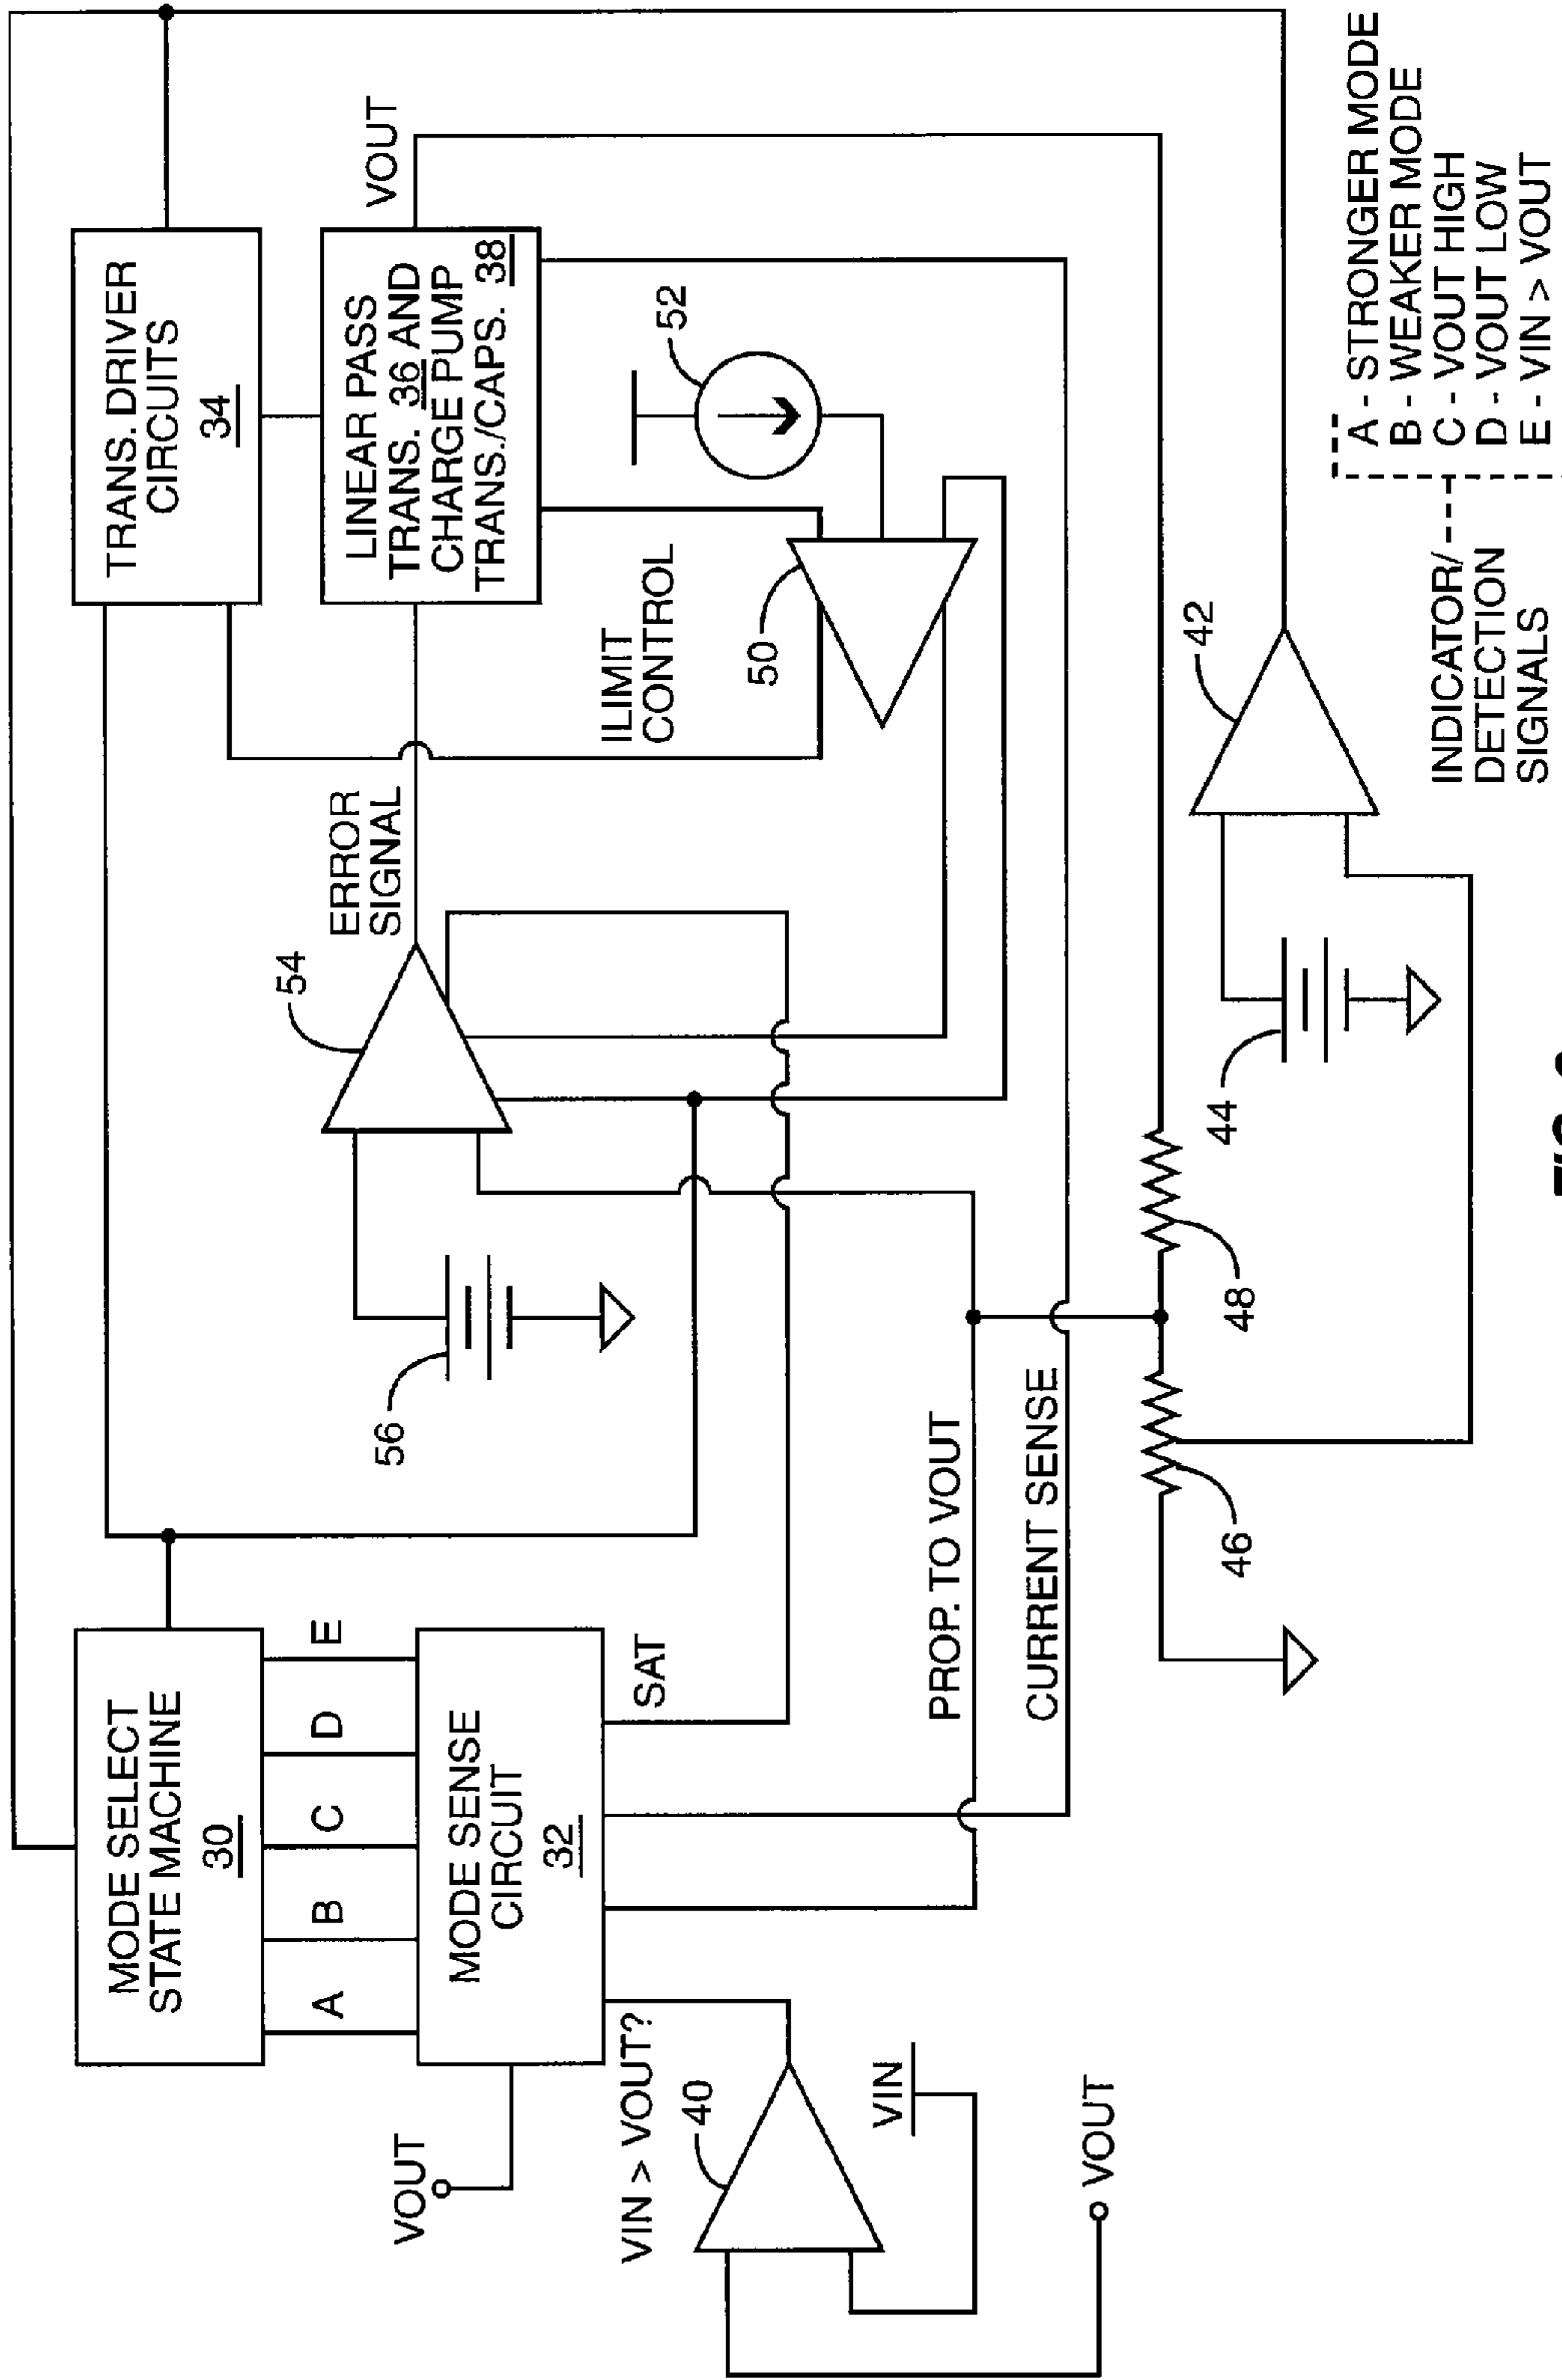 MODE SELECT
STATE MACHINE
30
A
B
C
D
E
MODE SENSE
CIRCUIT
32
VOUT
SAT
VIN > VOUT?
40
VIN
VOUT
TRANS. DRIVER
CIRCUITS
34
LINEAR PASS
TRANS. 36 AND
CHARGE PUMP
TRANS./CAPS. 38
VOUT
ERROR
SIGNAL
54
56
ILIMIT
CONTROL
50
52
PROP. TO VOUT
CURRENT SENSE
46
48
44
42
INDICATOR/
DETECTION
SIGNALS
A - STRONGER MODE
B - WEAKER MODE
C - VOUT HIGH
D - VOUT LOW
E - VIN > VOUT